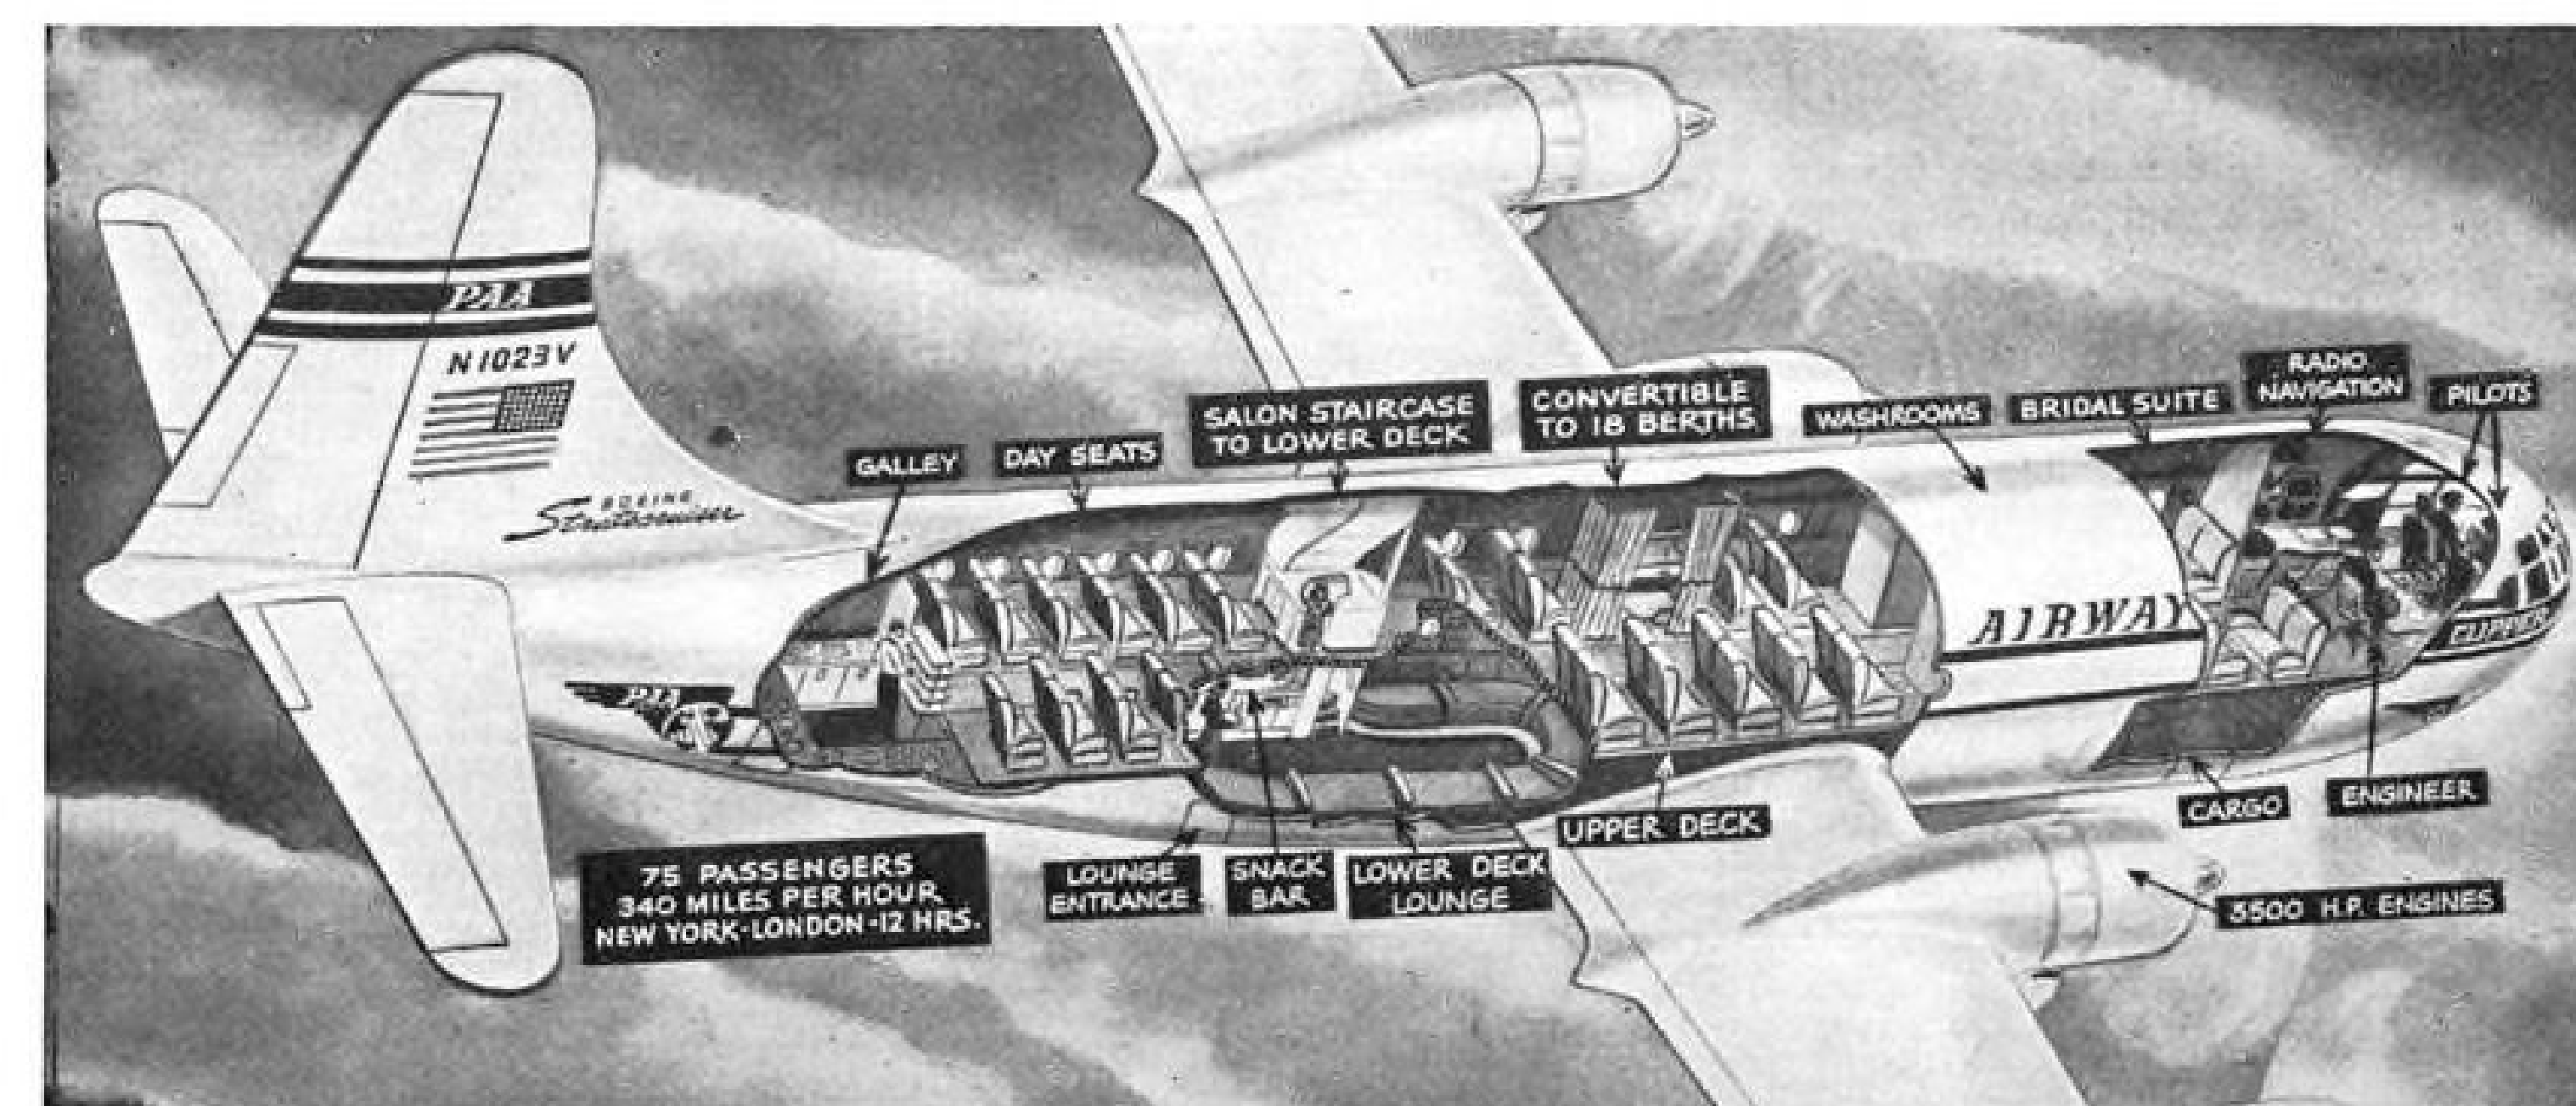 PAA
N1023V
BOEING
Stratocruiser
GALLEY
DAY SEATS
SALON STAIRCASE
TO LOWER DECK
CONVERTIBLE
TO 18 BERTHS
WASHROOMS
BRIDAL SUITE
RADIO
NAVIGATION
PILOTS
AIRWAY
CLIPPER
PAA
75 PASSENGERS
340 MILES PER HOUR
NEW YORK-LONDON-12 HRS.
LOUNGE
ENTRANCE
SNACK
BAR
LOWER DECK
LOUNGE
UPPER DECK
CARGO
ENGINEER
3500 H.P. ENGINES